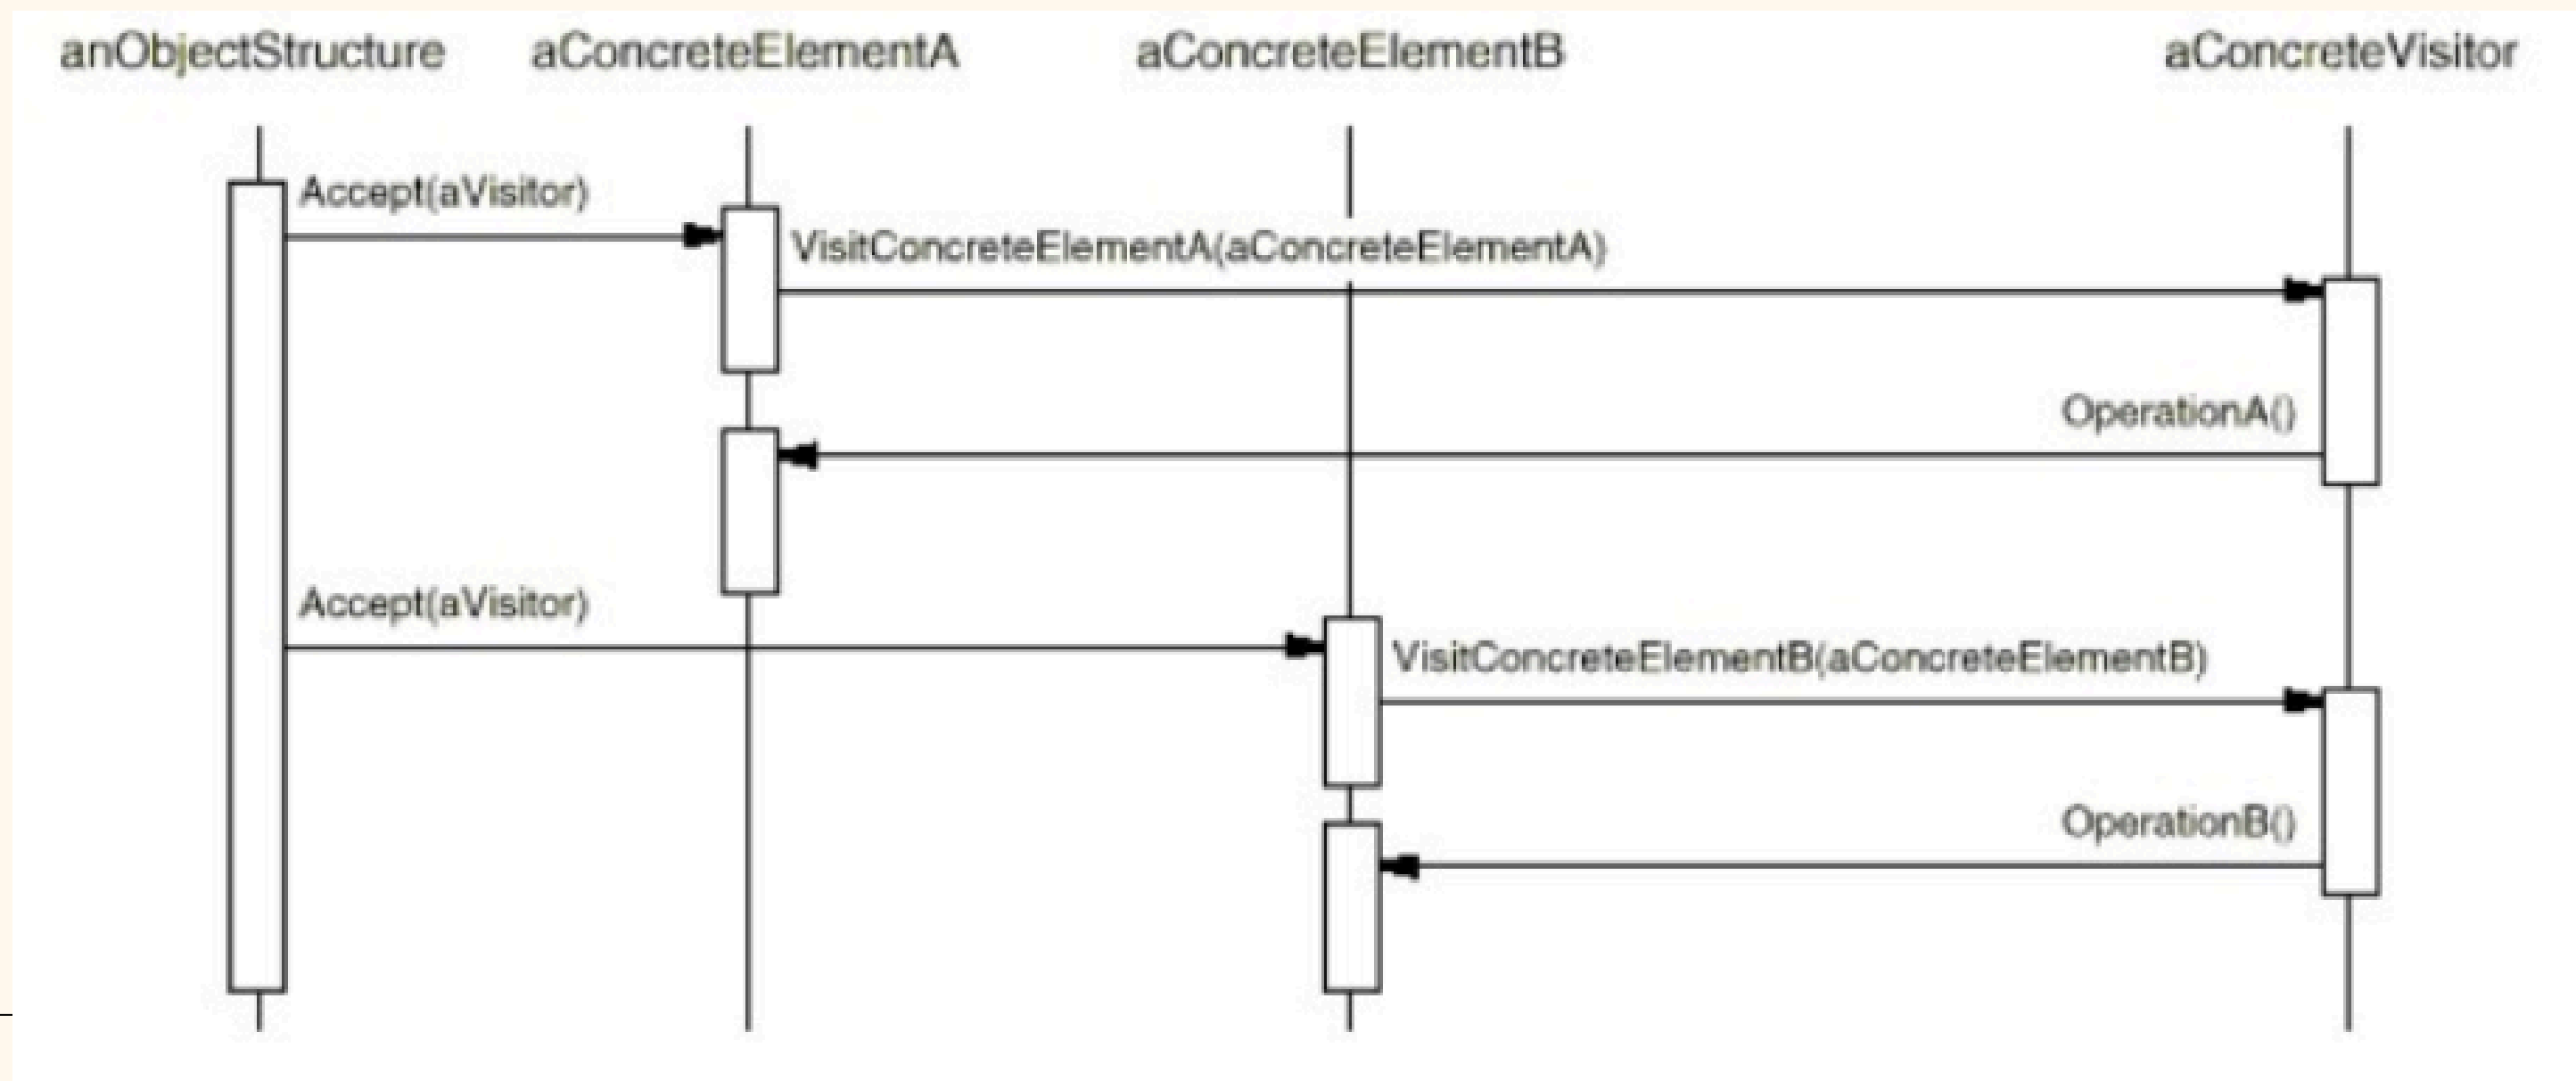 anObjectStructure aConcreteElementA aConcreteElementB aConcreteVisitor
Accept(aVisitor)
VisitConcreteElementA(aConcreteElementA)
OperationA()
Accept(aVisitor)
VisitConcreteElementB(aConcreteElementB)
OperationB()